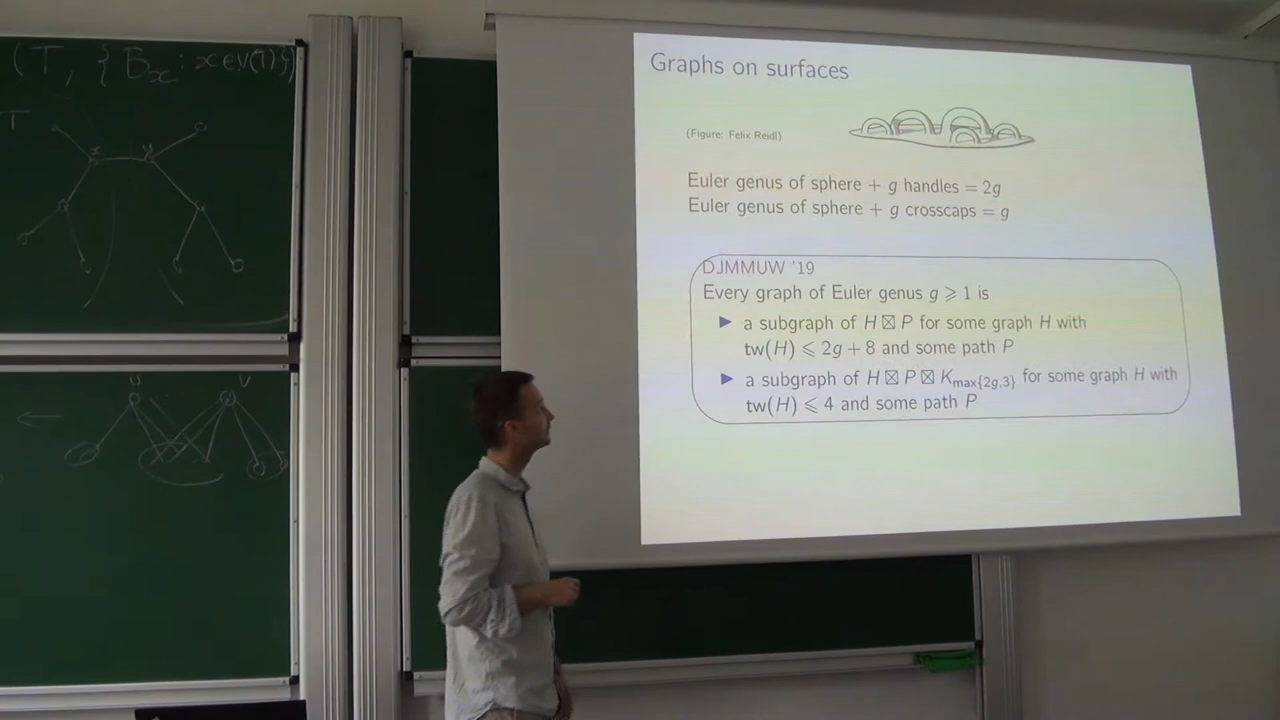 (T, {B_x : x ∈ V(T)})
T
x y
U V
Graphs on surfaces
(Figure: Felix Reidl)
Euler genus of sphere + g handles = 2g
Euler genus of sphere + g crosscaps = g
DJMMUW '19
Every graph of Euler genus g ⩾ 1 is
▶ a subgraph of H ⊠ P for some graph H with
tw(H) ⩽ 2g + 8 and some path P
▶ a subgraph of H ⊠ P ⊠ K_max{2g,3} for some graph H with
tw(H) ⩽ 4 and some path P